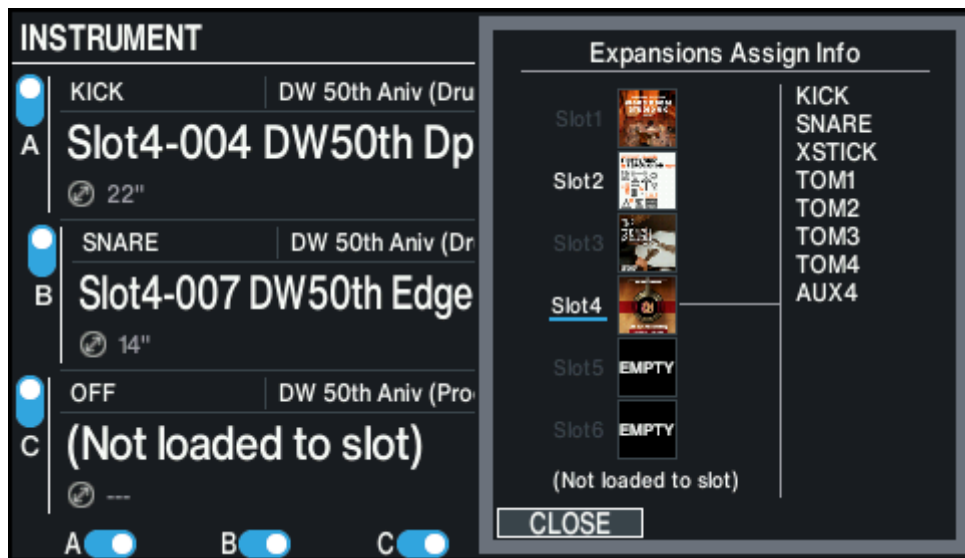 INSTRUMENT
KICK DW 50th Aniv (Dru
A Slot4-004 DW50th Dp
22"
SNARE DW 50th Aniv (Dr
B Slot4-007 DW50th Edge
14"
OFF DW 50th Aniv (Pro
C (Not loaded to slot)
---
A B C
Expansions Assign Info
Slot1
Slot2
Slot3
Slot4
Slot5 EMPTY
Slot6 EMPTY
(Not loaded to slot)
KICK
SNARE
XSTICK
TOM1
TOM2
TOM3
TOM4
AUX4
CLOSE